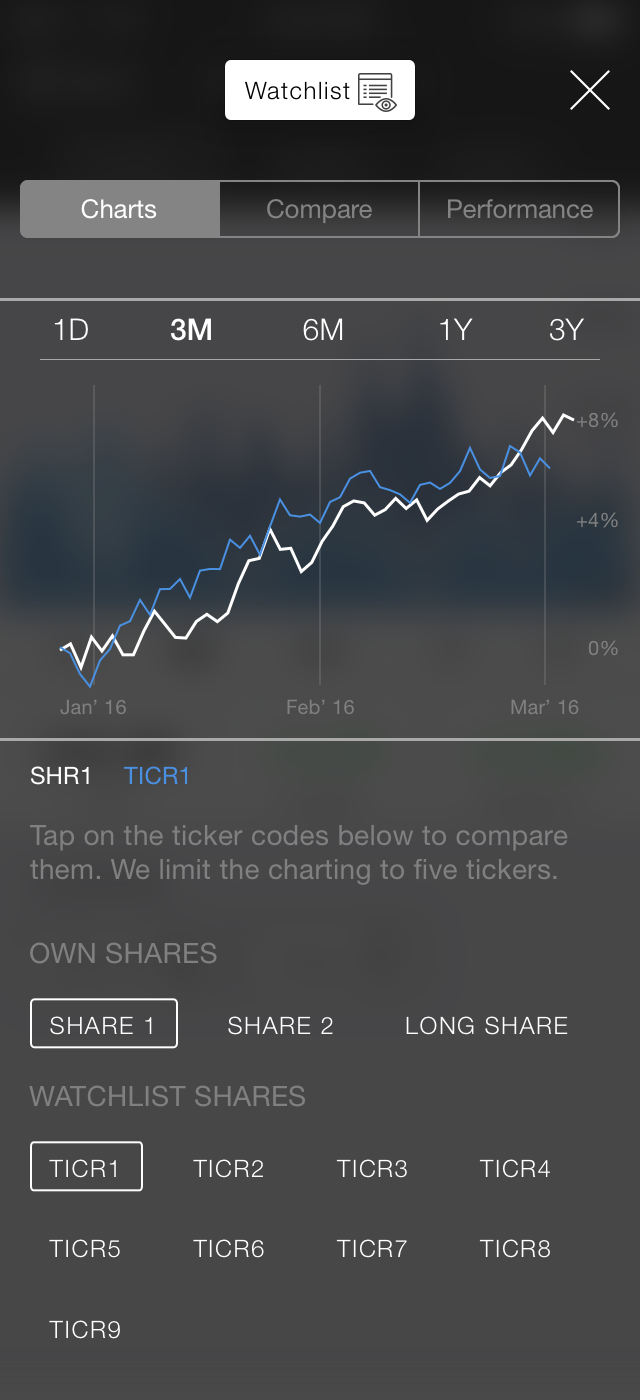 Watchlist
Charts Compare Performance
1D 3M 6M 1Y 3Y
+8%
+4%
0%
Jan’ 16 Feb’ 16 Mar’ 16
SHR1 TICR1
Tap on the ticker codes below to compare
them. We limit the charting to five tickers.
OWN SHARES
SHARE 1 SHARE 2 LONG SHARE
WATCHLIST SHARES
TICR1 TICR2 TICR3 TICR4
TICR5 TICR6 TICR7 TICR8
TICR9